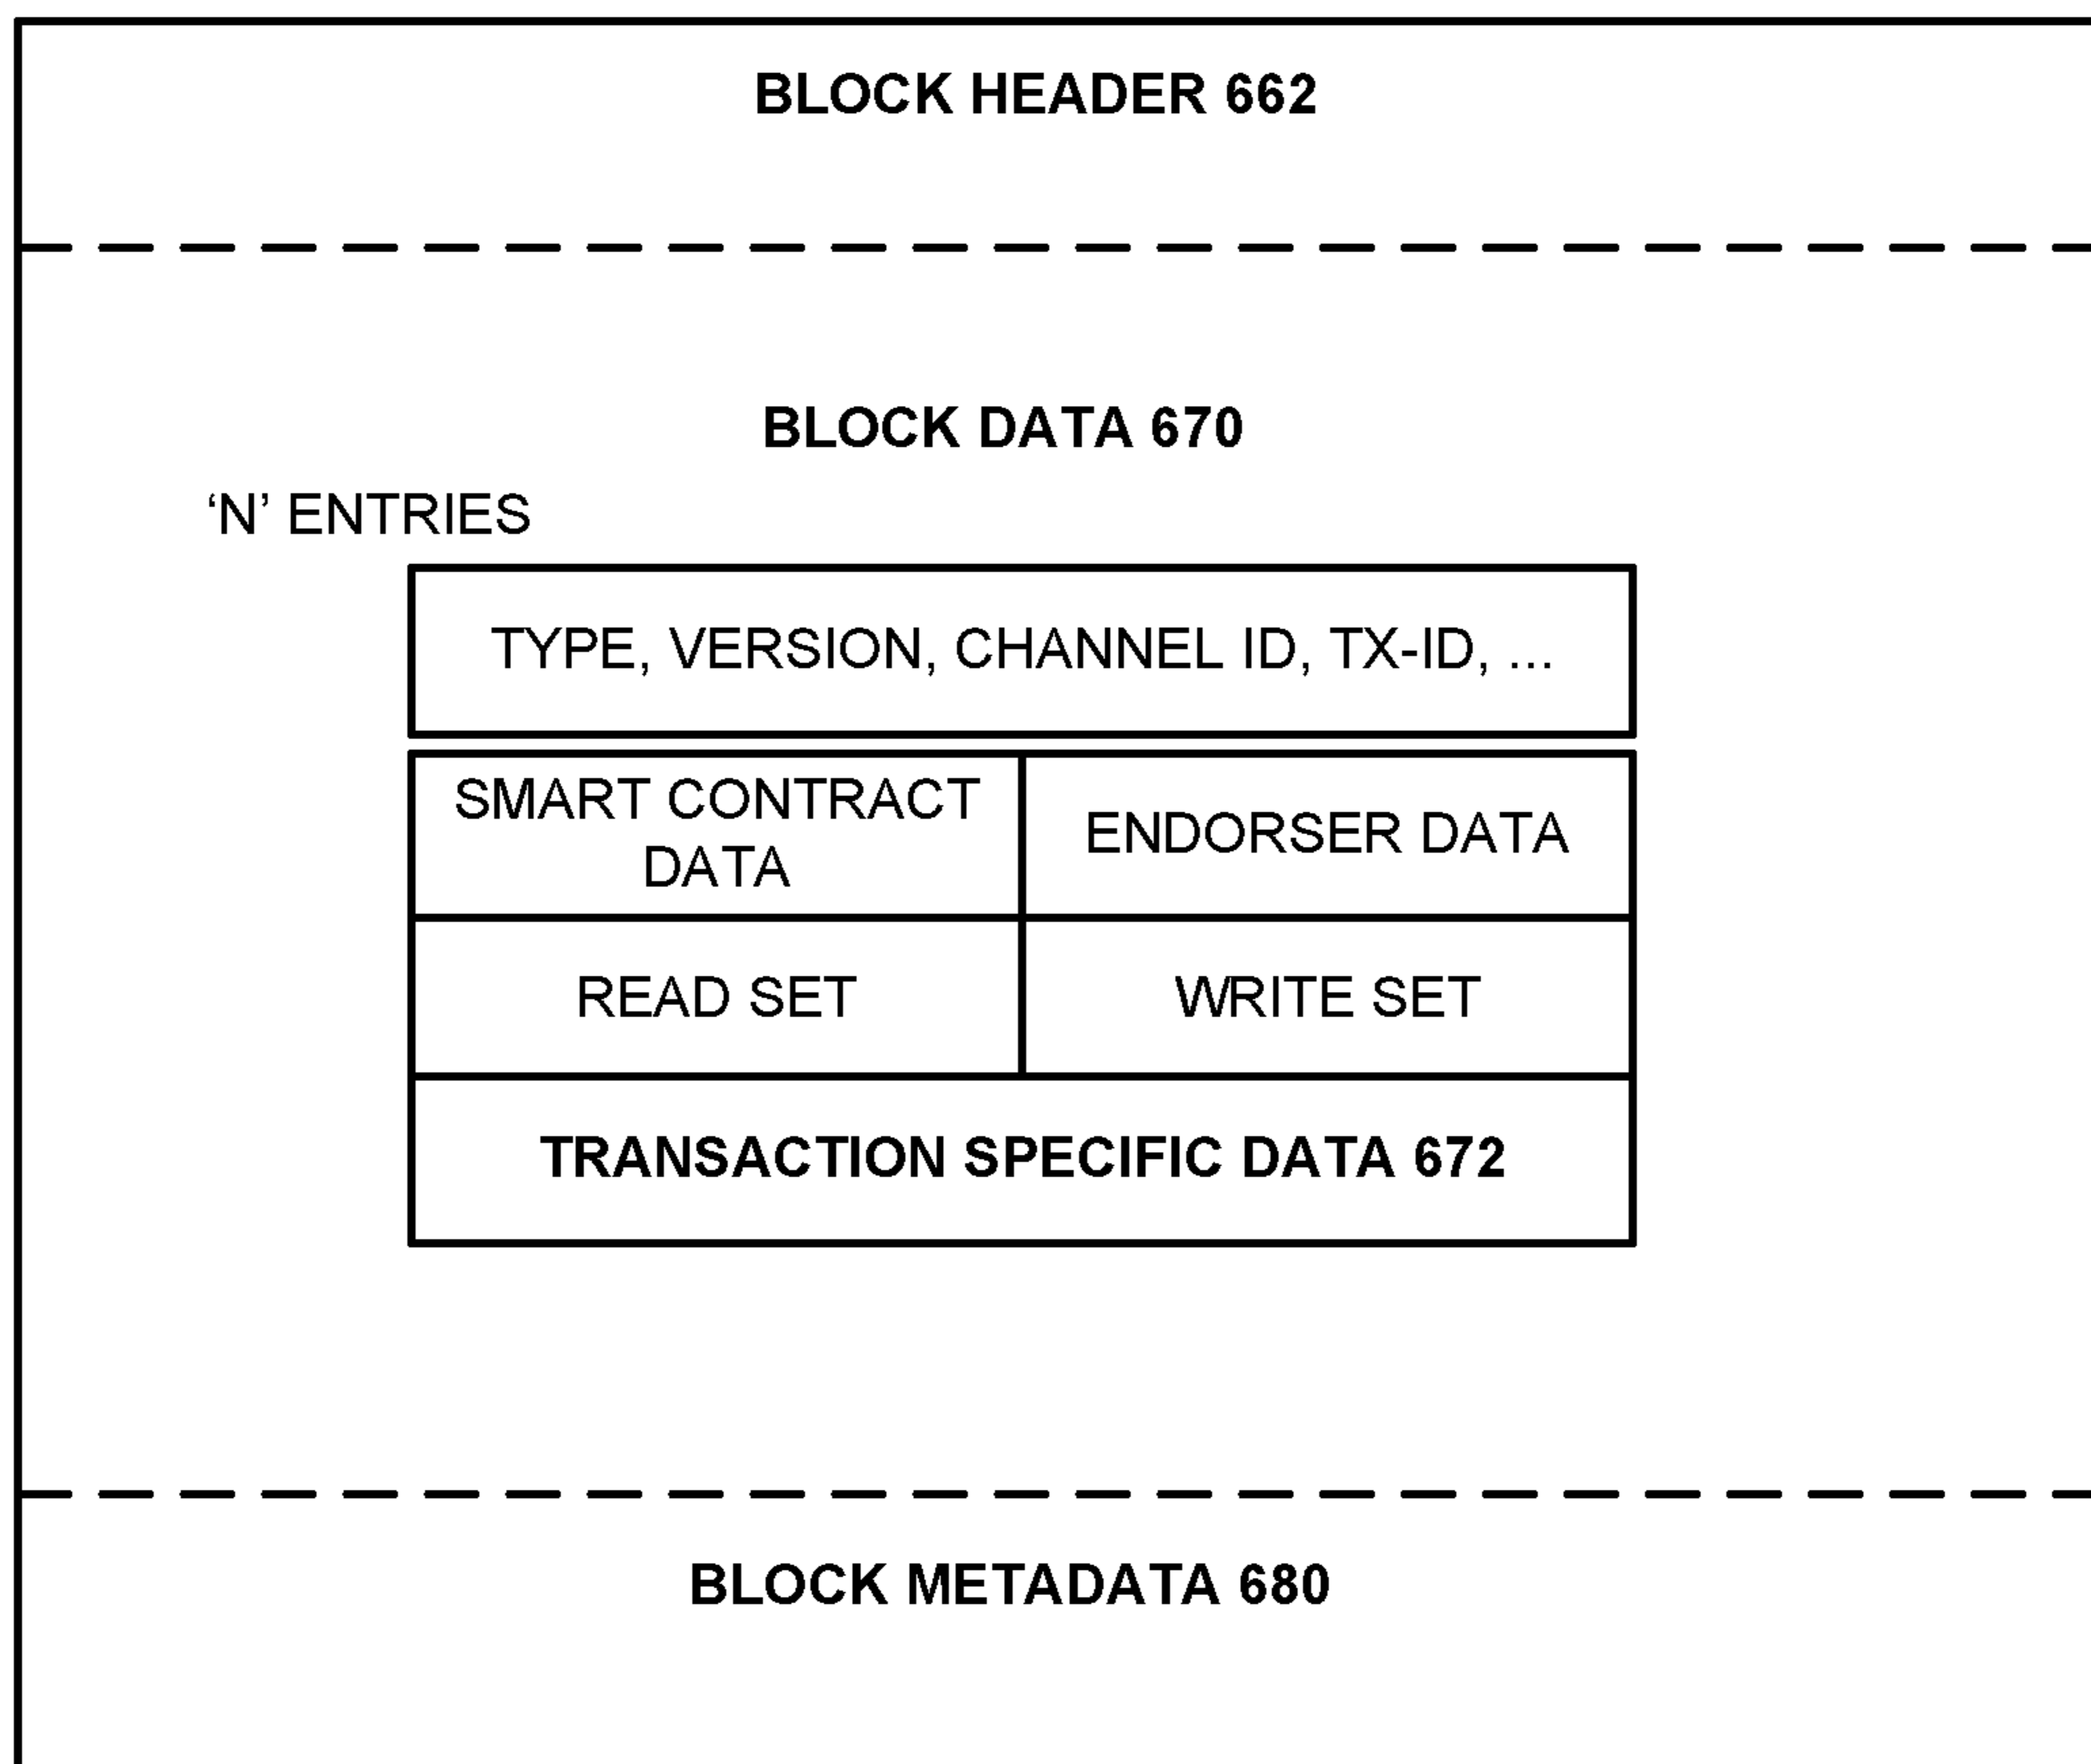 BLOCK HEADER 662
BLOCK DATA 670
‘N’ ENTRIES
TYPE, VERSION, CHANNEL ID, TX-ID, ...
SMART CONTRACT
DATA
ENDORSER DATA
READ SET
WRITE SET
TRANSACTION SPECIFIC DATA 672
BLOCK METADATA 680